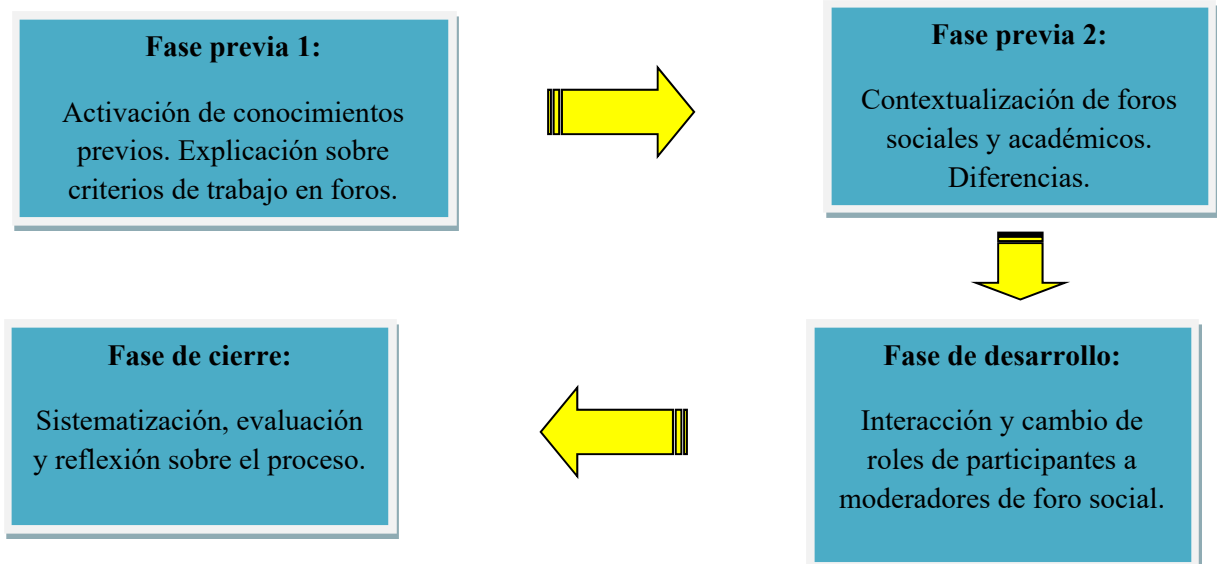 Fase previa 1:
Activación de conocimientos
previos. Explicación sobre
criterios de trabajo en foros.
Fase previa 2:
Contextualización de foros
sociales y académicos.
Diferencias.
Fase de desarrollo:
Interacción y cambio de
roles de participantes a
moderadores de foro social.
Fase de cierre:
Sistematización, evaluación
y reflexión sobre el proceso.